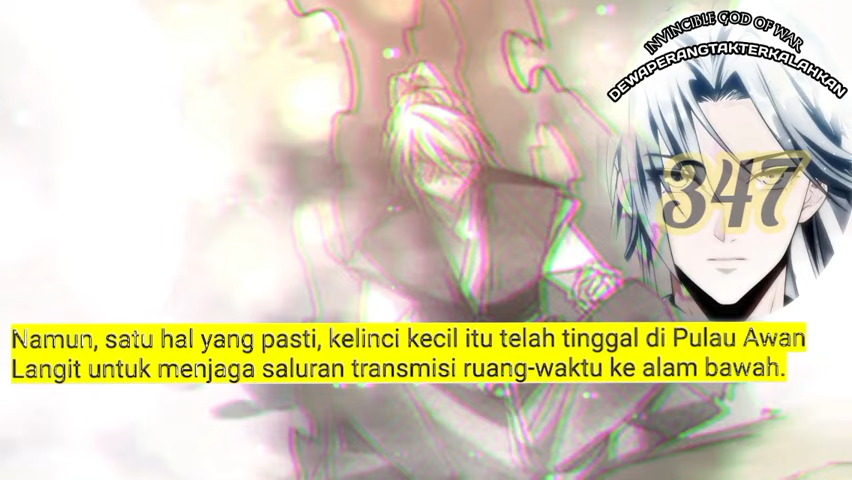 INVINCIBLE GOD OF WAR
DEWAPERANGTAKTERKALAHKAN
347
Namun, satu hal yang pasti, kelinci kecil itu telah tinggal di Pulau Awan
Langit untuk menjaga saluran transmisi ruang-waktu ke alam bawah.